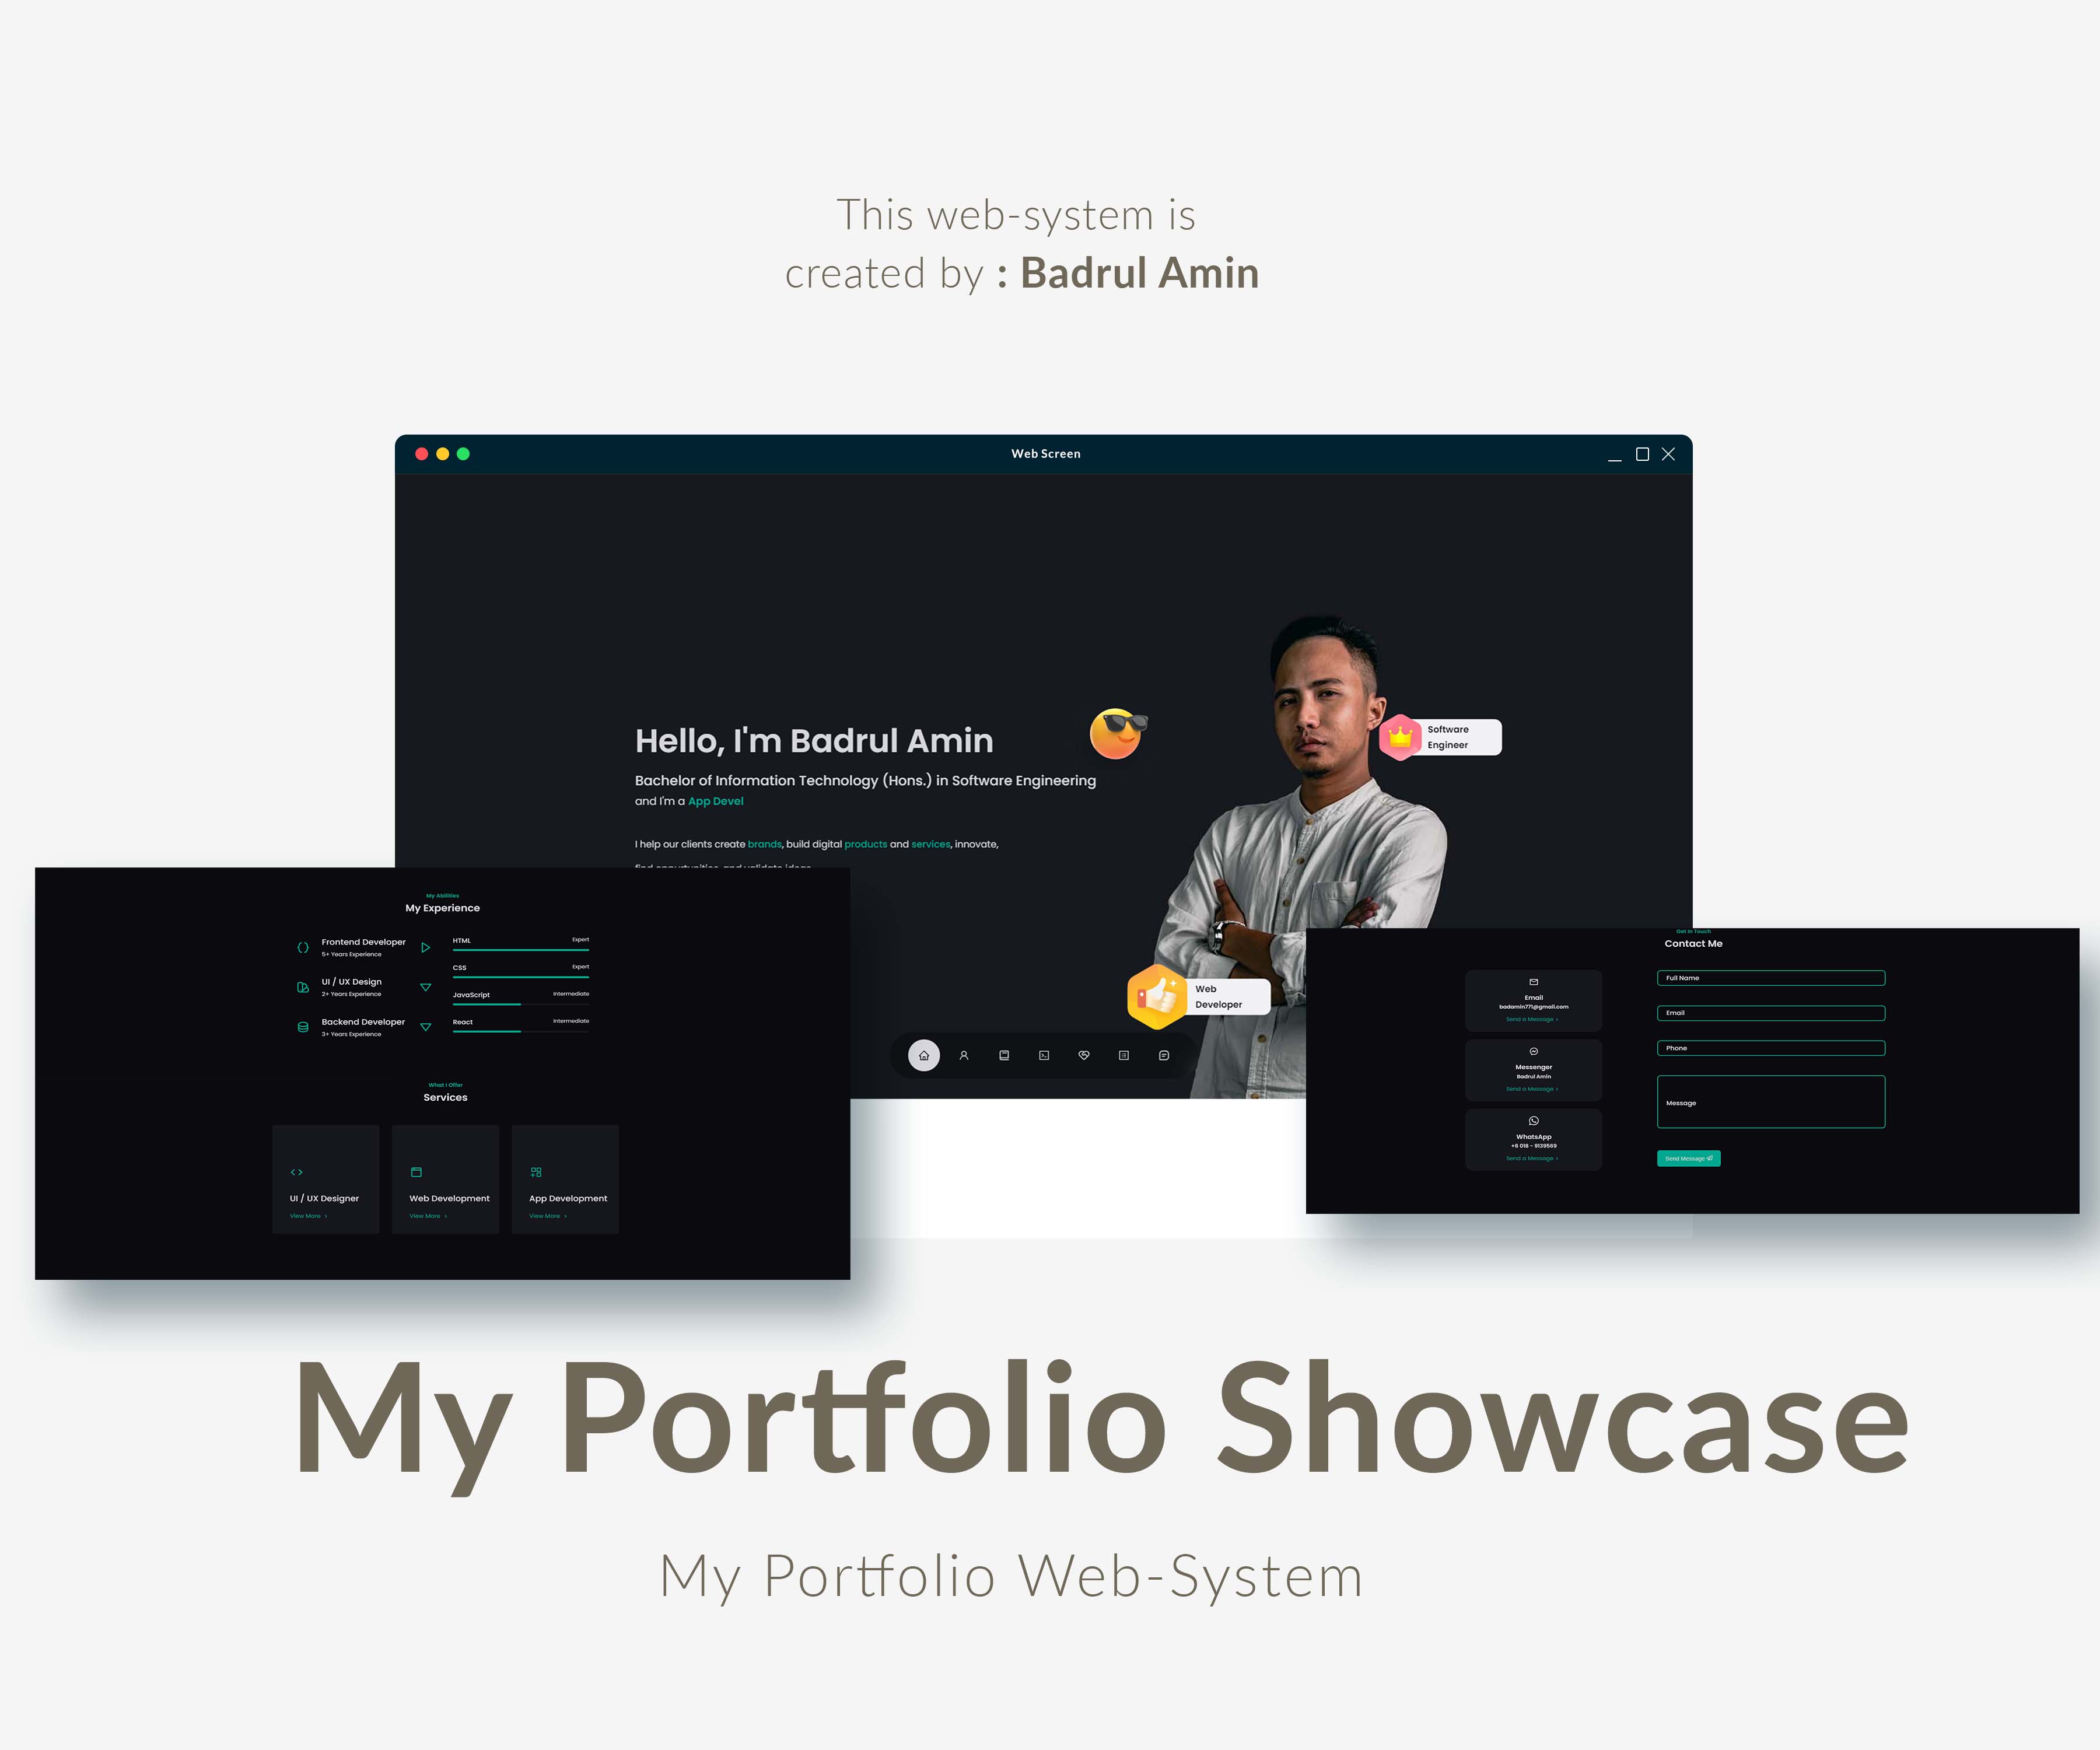 This web-system is
created by : Badrul Amin
Web Screen
Hello, I'm Badrul Amin
Bachelor of Information Technology (Hons.) in Software Engineering
and I'm a App Devel
I help our clients create brands, build digital products and services, innovate,
Software
Engineer
Web
Developer
My Abilities
My Experience
Frontend Developer
5+ Years Experience
UI / UX Design
2+ Years Experience
Backend Developer
3+ Years Experience
HTML Expert
CSS Expert
JavaScript Intermediate
React Intermediate
What I Offer
Services
UI / UX Designer
View More >
Web Development
View More >
App Development
View More >
Get In Touch
Contact Me
Email
badamin771@gmail.com
Send a Message >
Messenger
Badrul Amin
Send a Message >
WhatsApp
+6 018 - 9139569
Send a Message >
Full Name
Email
Phone
Message
Send Message
My Portfolio Showcase
My Portfolio Web-System